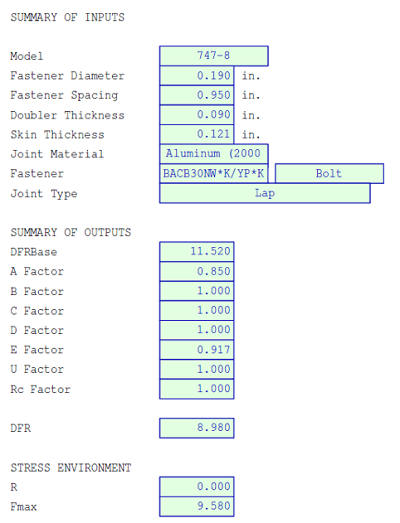 SUMMARY OF INPUTS
Model 747-8
Fastener Diameter 0.190 in.
Fastener Spacing 0.950 in.
Doubler Thickness 0.090 in.
Skin Thickness 0.121 in.
Joint Material Aluminum (2000
Fastener BACB30NW*K/YP*K Bolt
Joint Type Lap
SUMMARY OF OUTPUTS
DFRBase 11.520
A Factor 0.850
B Factor 1.000
C Factor 1.000
D Factor 1.000
E Factor 0.917
U Factor 1.000
Rc Factor 1.000
DFR 8.980
STRESS ENVIRONMENT
R 0.000
Fmax 9.580